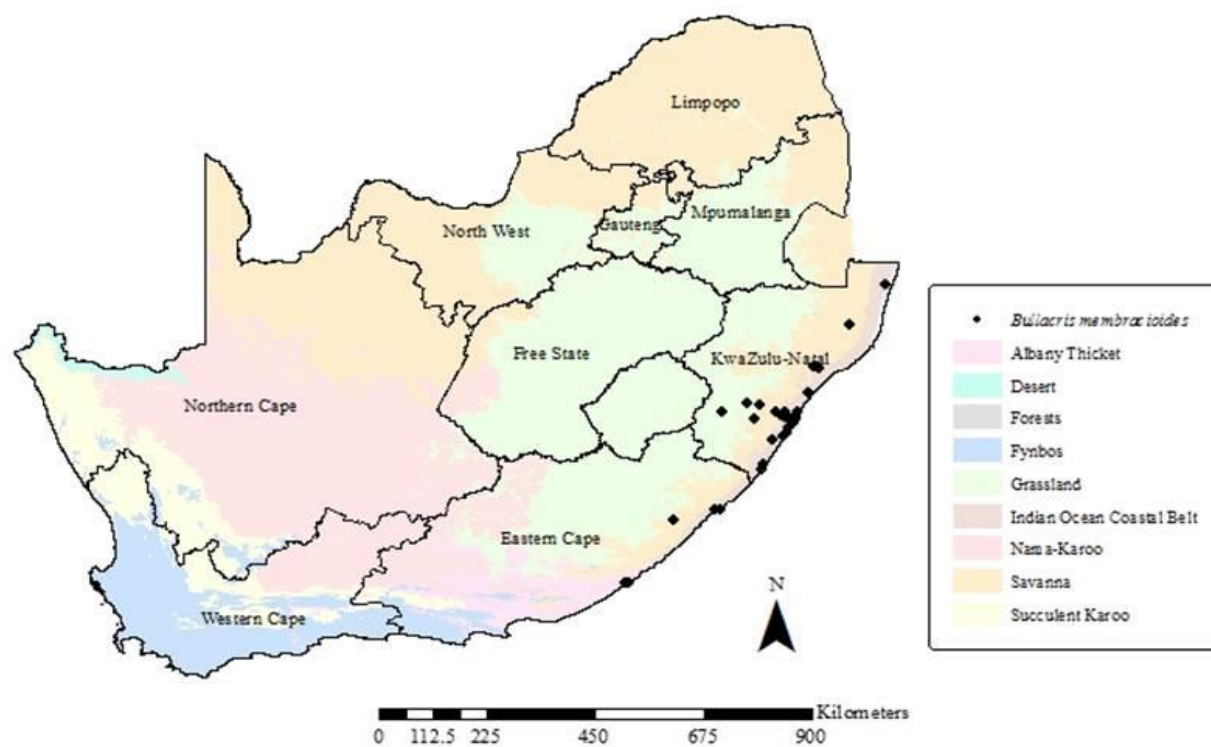 Limpopo
Mpumalanga
Gauteng
North West
Free State
KwaZulu-Natal
Northern Cape
Eastern Cape
Western Cape
N
Bullacris membracioides
Albany Thicket
Desert
Forests
Fynbos
Grassland
Indian Ocean Coastal Belt
Nama-Karoo
Savanna
Succulent Karoo
Kilometers
0 112.5 225 450 675 900